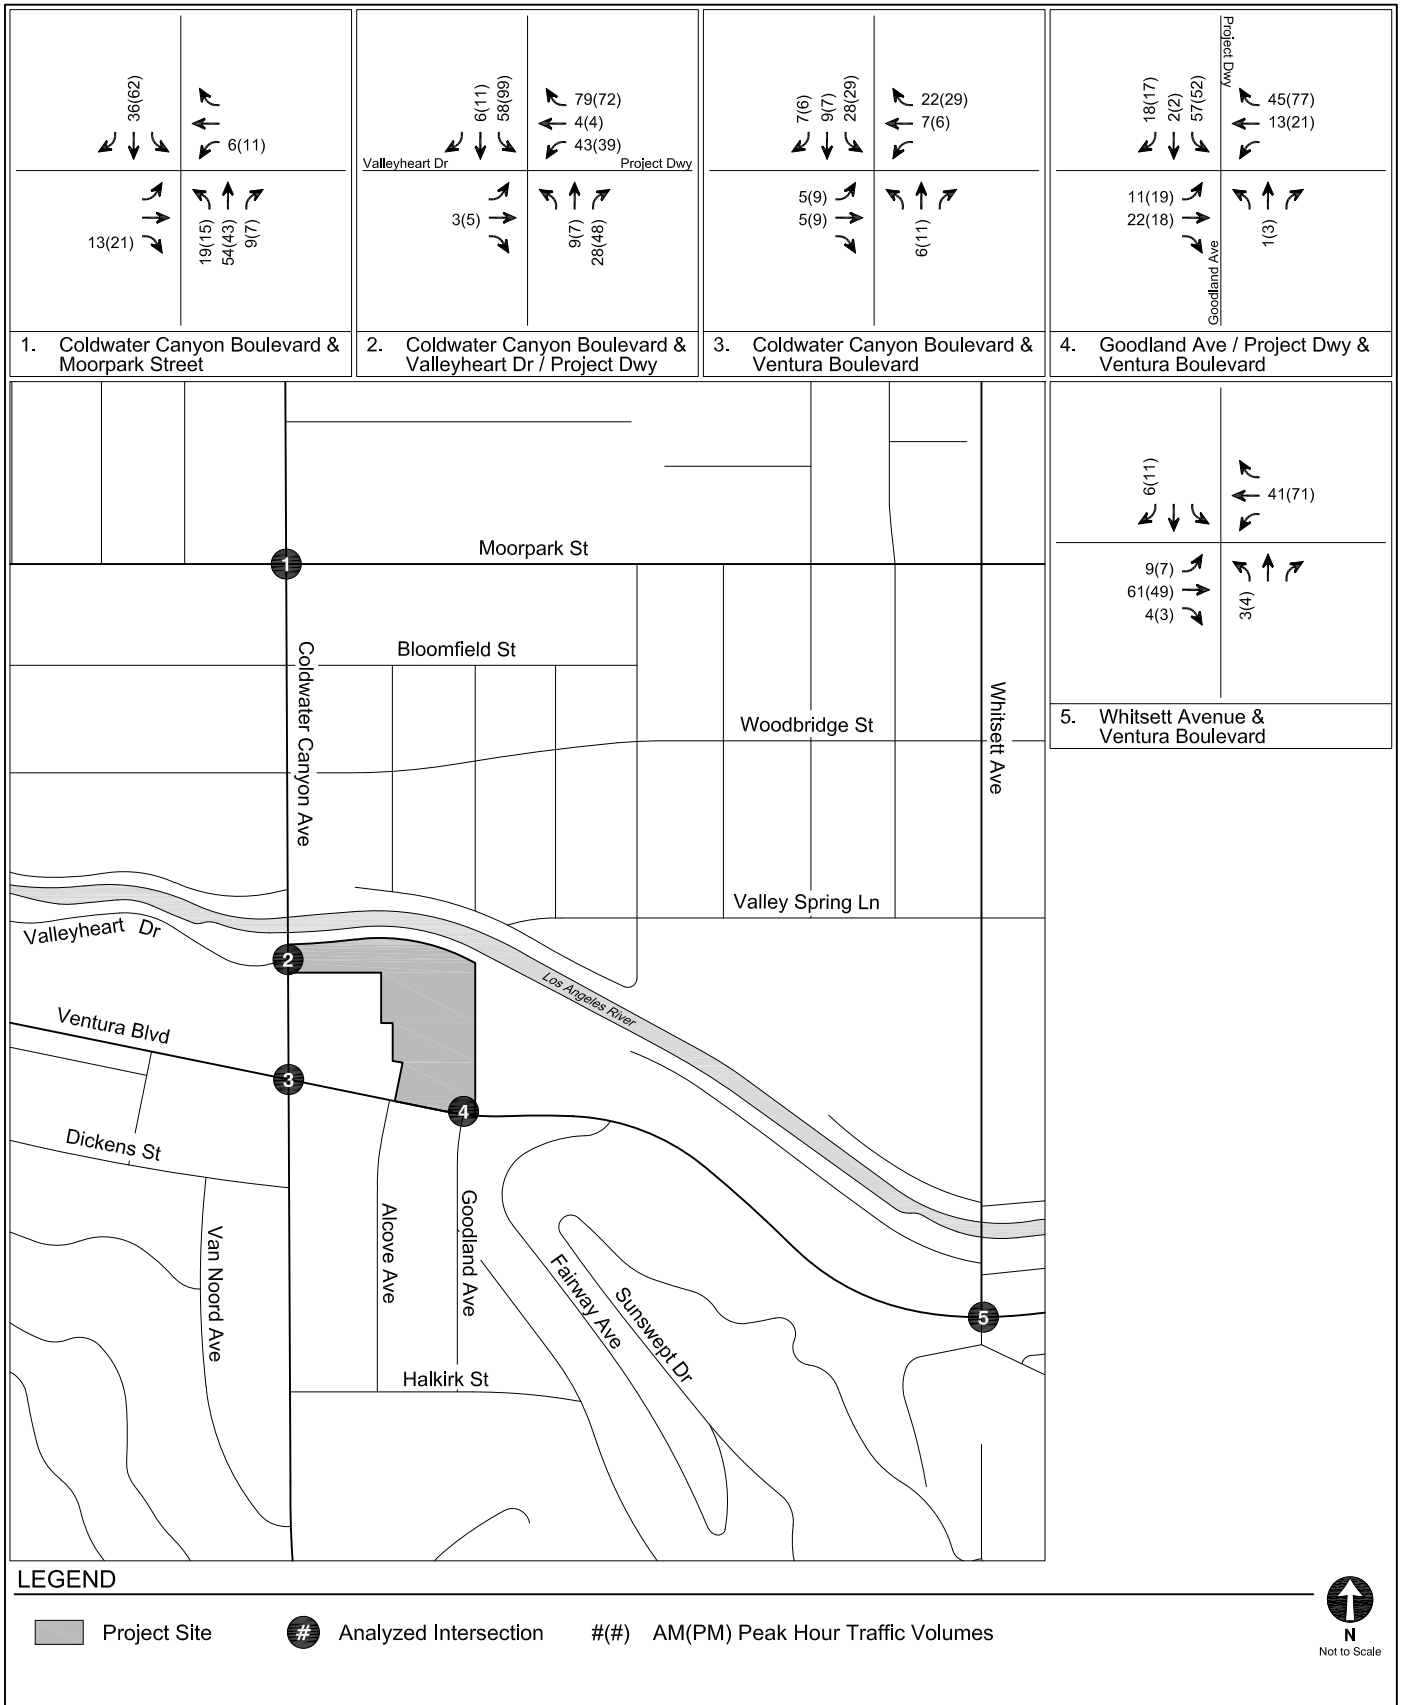 36(62)
6(11)
13(21)
19(15)
54(43)
9(7)
1. Coldwater Canyon Boulevard &
Moorpark Street
6(11)
58(99)
79(72)
4(4)
43(39)
Valleyheart Dr
Project Dwy
3(5)
9(7)
28(48)
2. Coldwater Canyon Boulevard &
Valleyheart Dr / Project Dwy
7(6)
9(7)
28(29)
22(29)
7(6)
5(9)
5(9)
6(11)
3. Coldwater Canyon Boulevard &
Ventura Boulevard
Project Dwy
18(17)
2(2)
57(52)
45(77)
13(21)
11(19)
22(18)
1(3)
Goodland Ave
4. Goodland Ave / Project Dwy &
Ventura Boulevard
6(11)
41(71)
9(7)
61(49)
4(3)
3(4)
5. Whitsett Avenue &
Ventura Boulevard
Moorpark St
1
Coldwater Canyon Ave
Bloomfield St
Whitsett Ave
Woodbridge St
Valley Spring Ln
Valleyheart Dr
2
Los Angeles River
Ventura Blvd
3
4
Dickens St
Van Noord Ave
Alcove Ave
Goodland Ave
Fairway Ave
Sunswept Dr
5
Halkirk St
LEGEND
Project Site
# Analyzed Intersection
#(#) AM(PM) Peak Hour Traffic Volumes
N
Not to Scale